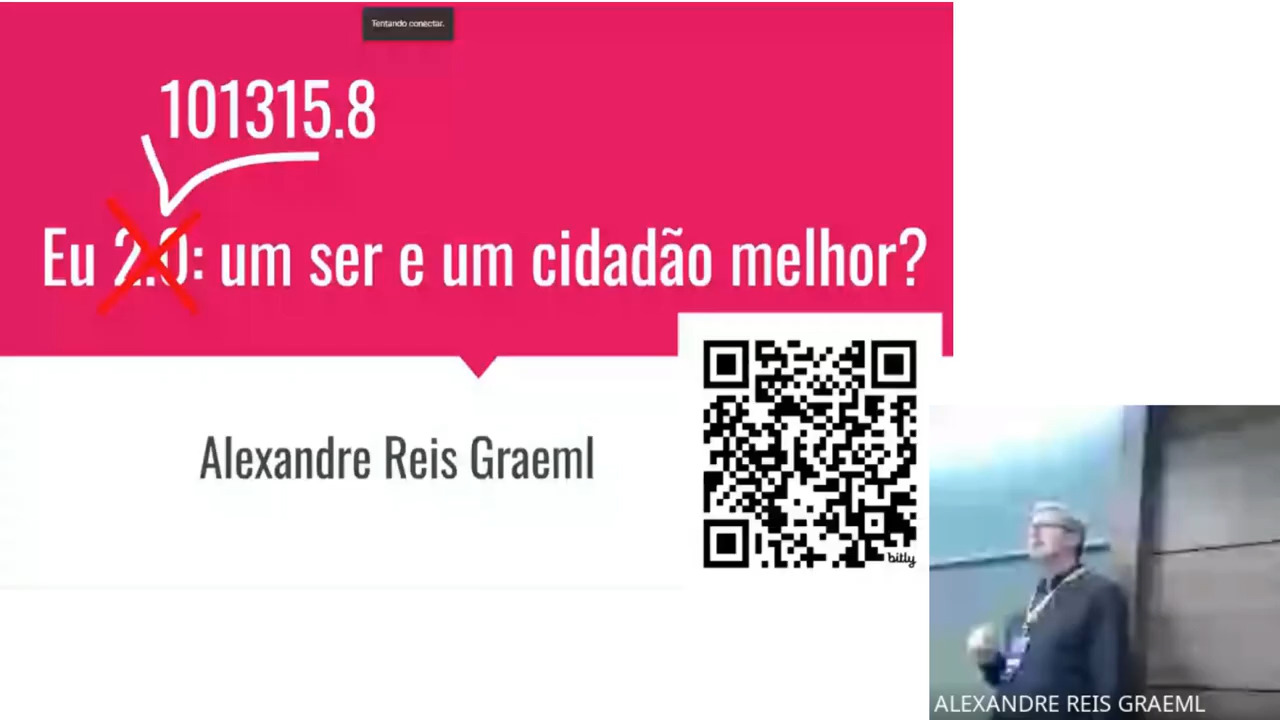 Tentando conectar.
101315.8
Eu 2.0: um ser e um cidadão melhor?
Alexandre Reis Graeml
bitly
ALEXANDRE REIS GRAEML